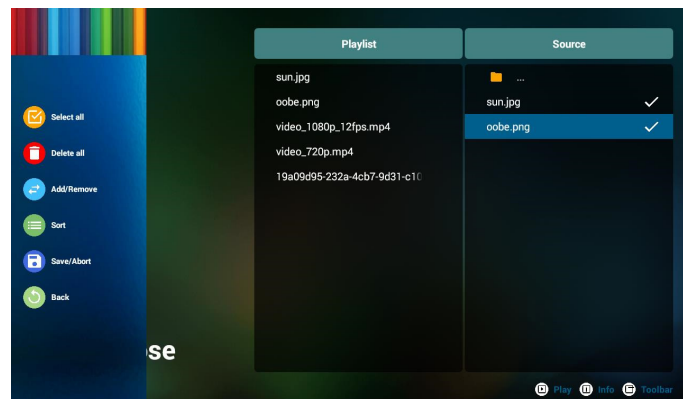 Select all
Delete all
Add/Remove
Sort
Save/Abort
Back
se
Playlist
sun.jpg
oobe.png
video_1080p_12fps.mp4
video_720p.mp4
19a09d95-232a-4cb7-9d31-c10
Source
...
sun.jpg
oobe.png
Play Info Toolbar